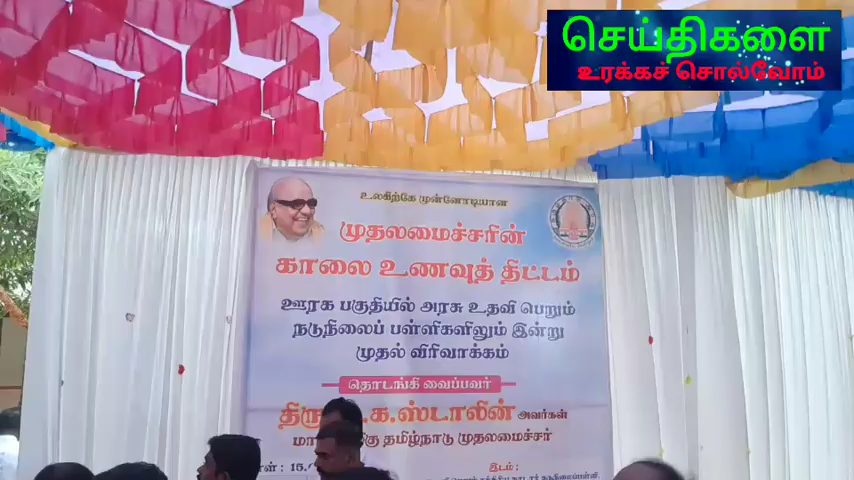 செய்திகளை
உரக்கச் சொல்வோம்
உலகிற்கே முன்னோடியான
முதலமைச்சரின்
காலை உணவுத் திட்டம்
ஊரக பகுதியில் அரசு உதவி பெறும்
நடுநிலைப் பள்ளிகளிலும் இன்று
முதல் விரிவாக்கம்
தொடங்கி வைப்பவர்
திரு க.ஸ்டாலின் அவர்கள்
தமிழ்நாடு முதலமைச்சர்
இடம் :